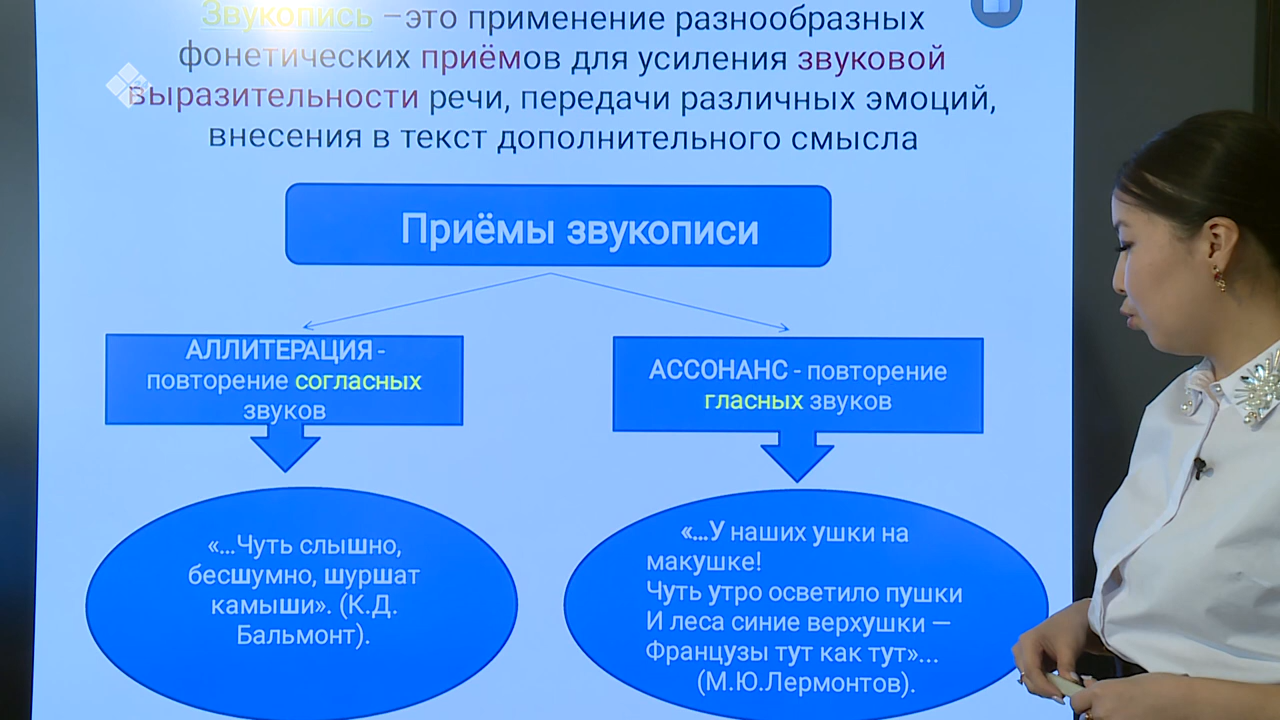 Звукопись –это применение разнообразных
фонетических приёмов для усиления звуковой
выразительности речи, передачи различных эмоций,
внесения в текст дополнительного смысла
Приёмы звукописи
АЛЛИТЕРАЦИЯ -
повторение согласных
звуков
АССОНАНС - повторение
гласных звуков
«...Чуть слышно,
бесшумно, шуршат
камыши». (К.Д.
Бальмонт).
«...У наших ушки на
макушке!
Чуть утро осветило пушки
И леса синие верхушки —
Французы тут как тут»...
(М.Ю.Лермонтов).